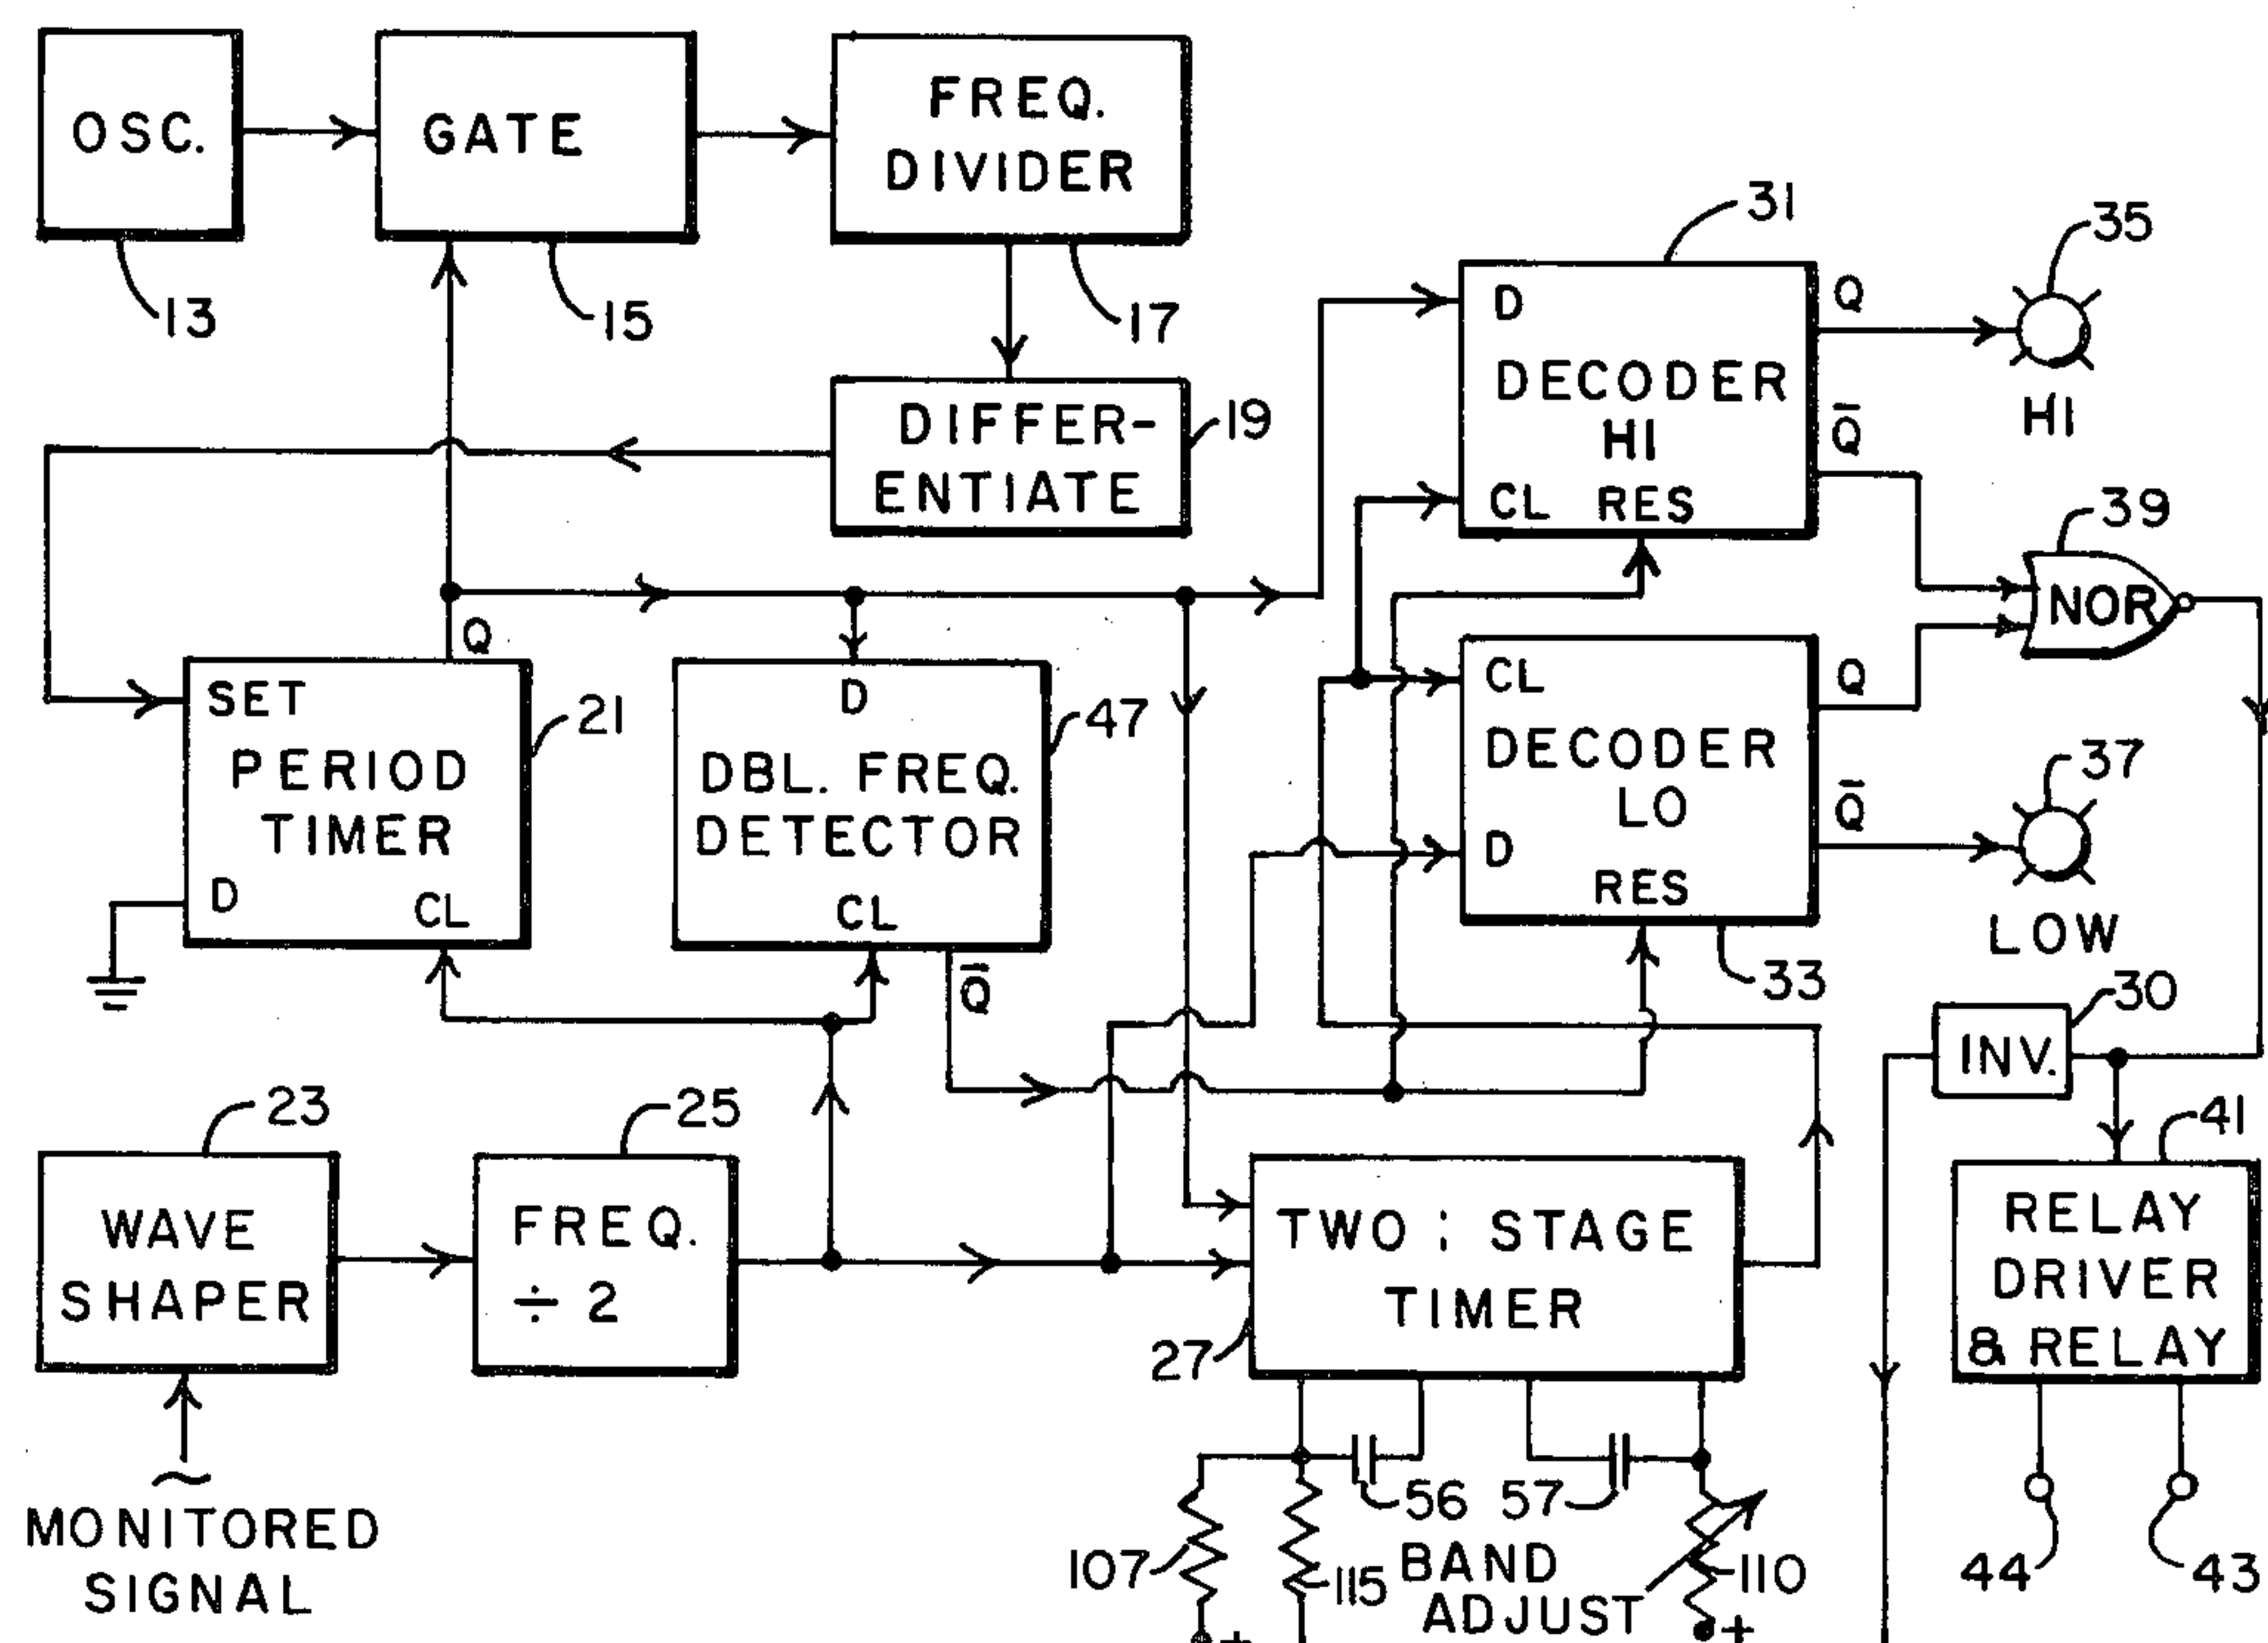 OSC.
13
GATE
15
FREQ.
DIVIDER
17
DIFFER-
ENTIATE
19
31
D
DECODER
HI
CL RES
Q
Q̄
35
HI
39
NOR
Q
SET
PERIOD
TIMER
D
CL
21
D
DBL. FREQ.
DETECTOR
CL
47
Q̄
CL
DECODER
LO
D
RES
33
Q
Q̄
37
LOW
30
INV.
23
WAVE
SHAPER
~
MONITORED
SIGNAL
25
FREQ.
÷ 2
TWO : STAGE
TIMER
27
41
RELAY
DRIVER
& RELAY
44
43
56
57
107
115
BAND
ADJUST
110
+
+